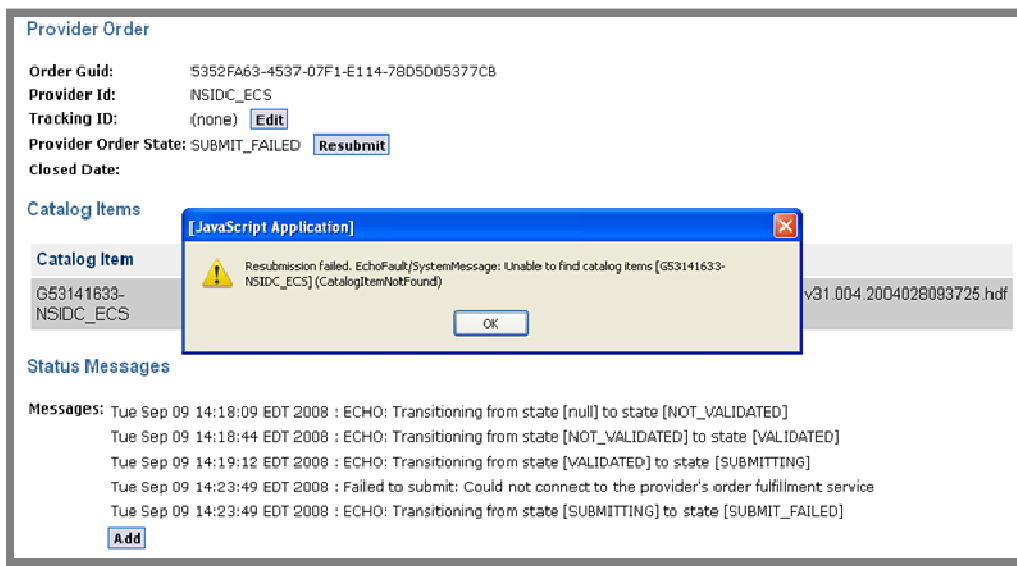 Provider Order
Order Guid: 5352FA63-4537-07F1-E114-78D5D05377CB
Provider Id: NSIDC_ECS
Tracking ID: (none) Edit
Provider Order State: SUBMIT_FAILED Resubmit
Closed Date:
Catalog Items
[JavaScript Application]
Catalog Item
Resubmission failed. EchoFault/SystemMessage: Unable to find catalog items [G53141633-
NSIDC_ECS] (CatalogItemNotFound)
OK
G53141633-
NSIDC_ECS
v31.004.2004028093725.hdf
Status Messages
Messages: Tue Sep 09 14:18:09 EDT 2008 : ECHO: Transitioning from state [null] to state [NOT_VALIDATED]
Tue Sep 09 14:18:44 EDT 2008 : ECHO: Transitioning from state [NOT_VALIDATED] to state [VALIDATED]
Tue Sep 09 14:19:12 EDT 2008 : ECHO: Transitioning from state [VALIDATED] to state [SUBMITTING]
Tue Sep 09 14:23:49 EDT 2008 : Failed to submit: Could not connect to the provider's order fulfillment service
Tue Sep 09 14:23:49 EDT 2008 : ECHO: Transitioning from state [SUBMITTING] to state [SUBMIT_FAILED]
Add